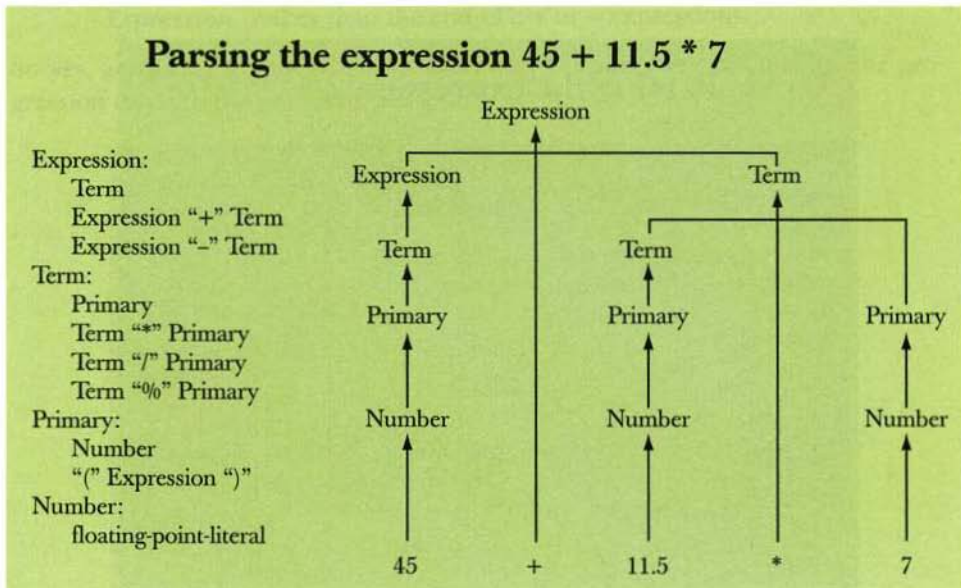 Parsing the expression 45 + 11.5 * 7
Expression
Expression:
Term
Expression “+” Term
Expression “–” Term
Term:
Primary
Term “*” Primary
Term “/” Primary
Term “%” Primary
Primary:
Number
“(” Expression “)”
Number:
floating-point-literal
Expression Term
Term Term
Primary Primary Primary
Number Number Number
45 + 11.5 * 7